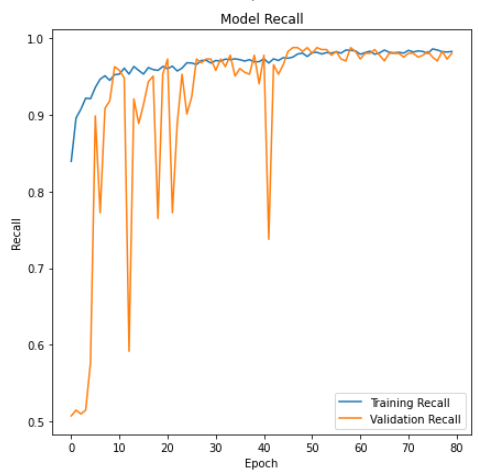 Model Recall
1.0
0.9
0.8
0.7
0.6
0.5
Recall
0 10 20 30 40 50 60 70 80
Epoch
Training Recall
Validation Recall